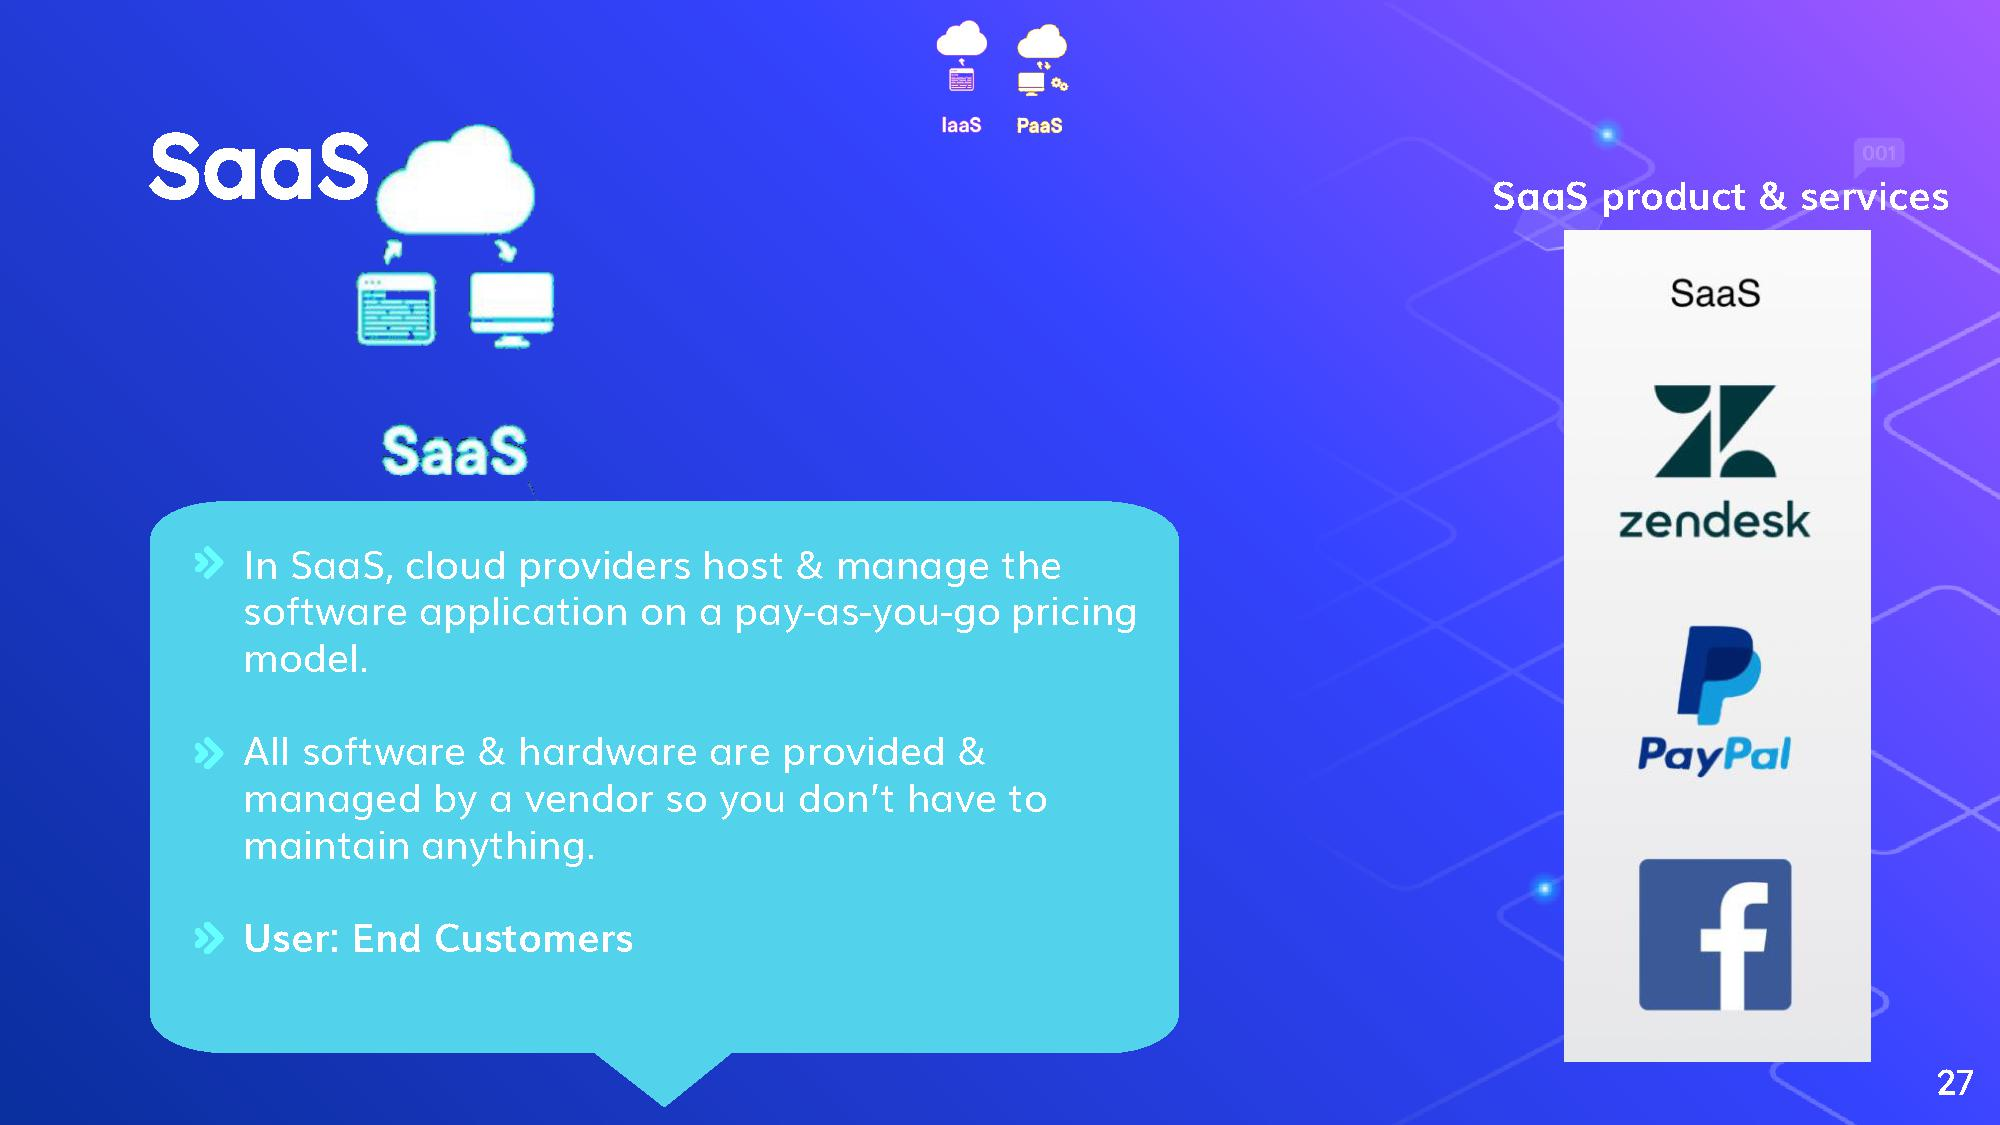 IaaS PaaS
SaaS
001
SaaS product & services
SaaS
zendesk
PayPal
SaaS
In SaaS, cloud providers host & manage the
software application on a pay-as-you-go pricing
model.
All software & hardware are provided &
managed by a vendor so you don't have to
maintain anything.
User: End Customers
27